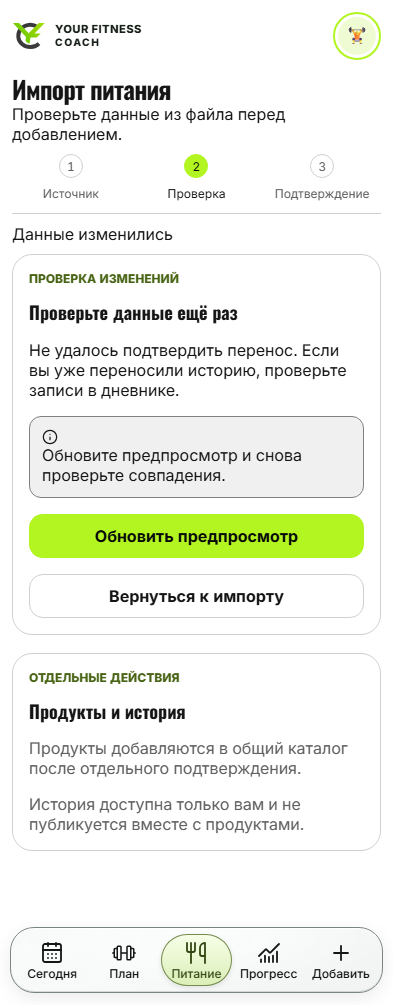 YOUR FITNESS
COACH
Импорт питания
Проверьте данные из файла перед
добавлением.
1
2
3
Источник
Проверка
Подтверждение
Данные изменились
ПРОВЕРКА ИЗМЕНЕНИЙ
Проверьте данные ещё раз
Не удалось подтвердить перенос. Если
вы уже переносили историю, проверьте
записи в дневнике.
Обновите предпросмотр и снова
проверьте совпадения.
Обновить предпросмотр
Вернуться к импорту
ОТДЕЛЬНЫЕ ДЕЙСТВИЯ
Продукты и история
Продукты добавляются в общий каталог
после отдельного подтверждения.
История доступна только вам и не
публикуется вместе с продуктами.
Сегодня
План
Питание
Прогресс
Добавить